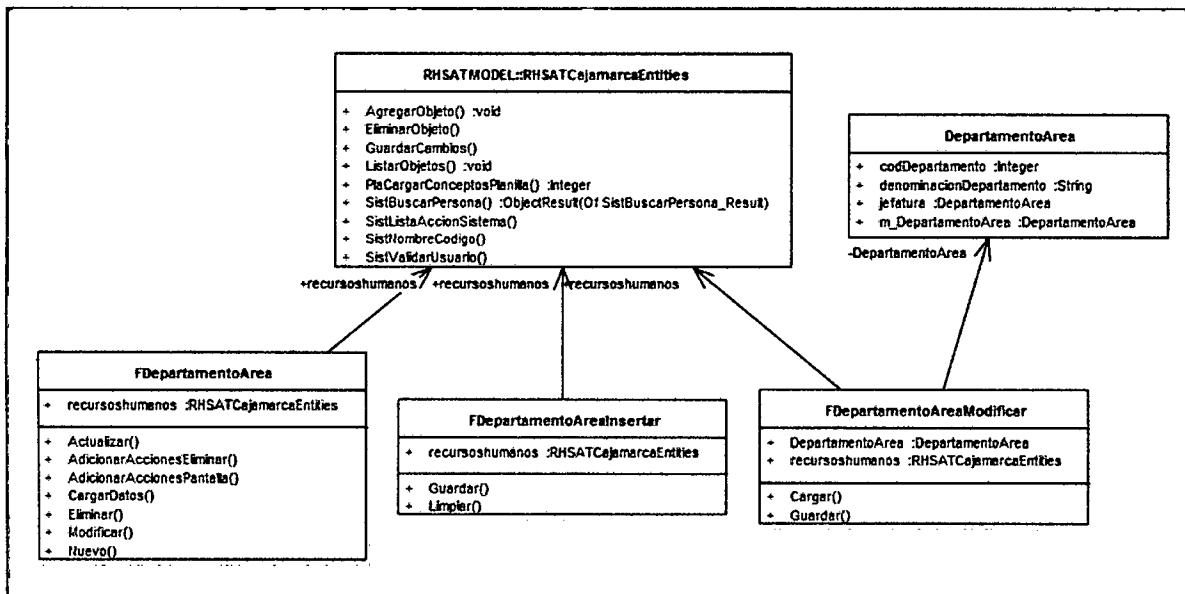 RHSATMODEL::RHSATCajamarcaEntities
+ AgregarObjeto() :void
+ EliminarObjeto()
+ GuardarCambios()
+ ListarObjetos() :void
+ PlaCargarConceptosPlanilla() :Integer
+ SistBuscarPersona() :ObjectResult(Of SistBuscarPersona_Result)
+ SistListaAccionSistema()
+ SistNombreCodigo()
+ SistValidarUsuario()
DepartamentoArea
+ codDepartamento :Integer
+ denominacionDepartamento :String
+ jefatura :DepartamentoArea
+ m_DepartamentoArea :DepartamentoArea
-DepartamentoArea
+recursoshumanos
+recursoshumanos
+recursoshumanos
FDepartamentoArea
+ recursoshumanos :RHSATCajamarcaEntities
+ Actualizar()
+ AdicionarAccionesEliminar()
+ AdicionarAccionesPantalla()
+ CargarDatos()
+ Eliminar()
+ Modificar()
+ Nuevo()
FDepartamentoAreaInsertar
+ recursoshumanos :RHSATCajamarcaEntities
+ Guardar()
+ Limpiar()
FDepartamentoAreaModificar
+ DepartamentoArea :DepartamentoArea
+ recursoshumanos :RHSATCajamarcaEntities
+ Cargar()
+ Guardar()